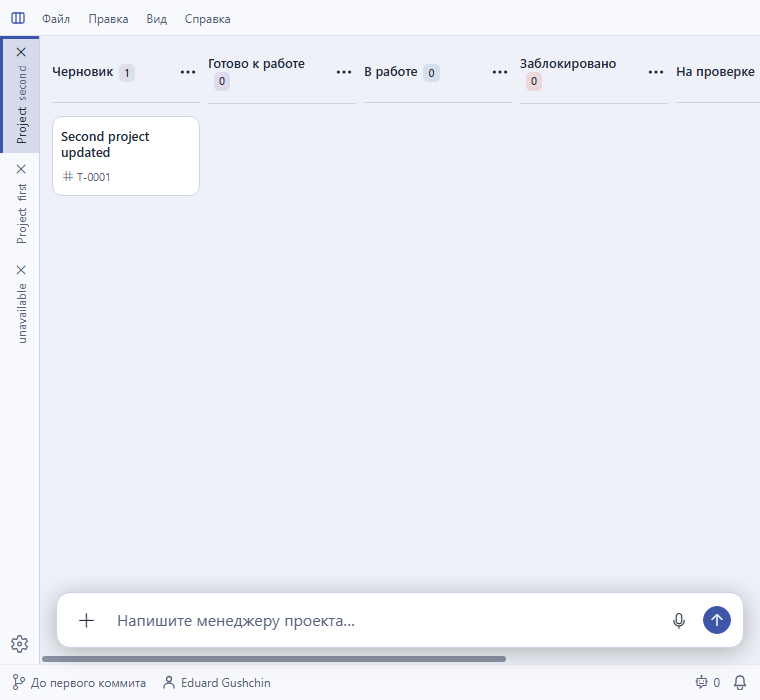 Файл Правка Вид Справка
Project second
Project first
unavailable
Черновик 1
Готово к работе
0
В работе 0
Заблокировано
0
На проверке
Second project
updated
T-0001
Напишите менеджеру проекта...
До первого коммита Eduard Gushchin 0